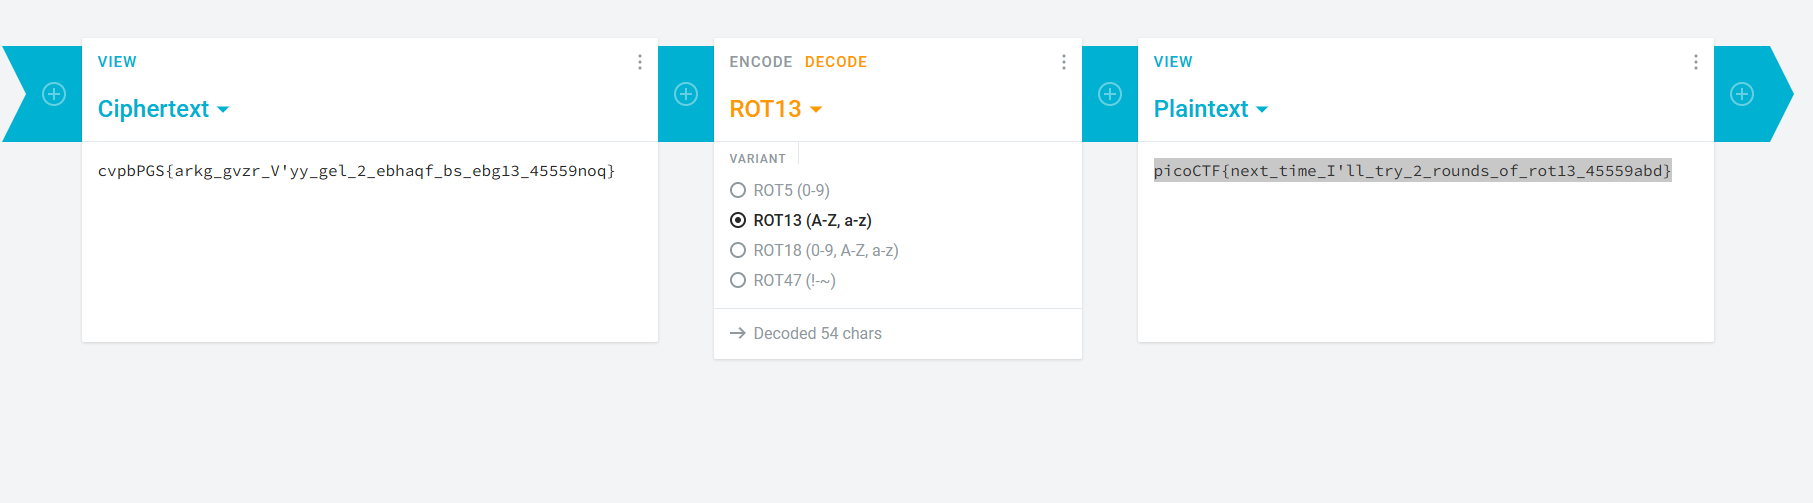 VIEW
Ciphertext
cvpbPGS{arkg_gvzr_V'yy_gel_2_ebhaqf_bs_ebg13_45559noq}
ENCODE DECODE
ROT13
VARIANT
ROT5 (0-9)
ROT13 (A-Z, a-z)
ROT18 (0-9, A-Z, a-z)
ROT47 (!-~)
→ Decoded 54 chars
VIEW
Plaintext
picoCTF{next_time_I'll_try_2_rounds_of_rot13_45559abd}